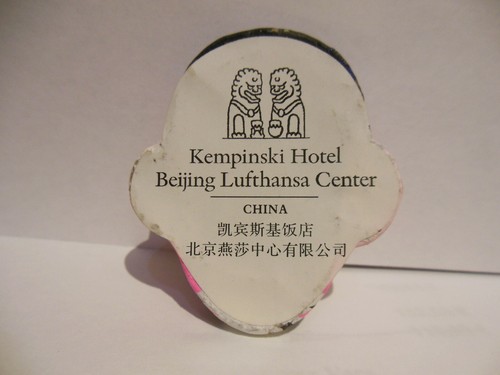 Kempinski Hotel
Beijing Lufthansa Center
CHINA
凯宾斯基饭店
北京燕莎中心有限公司